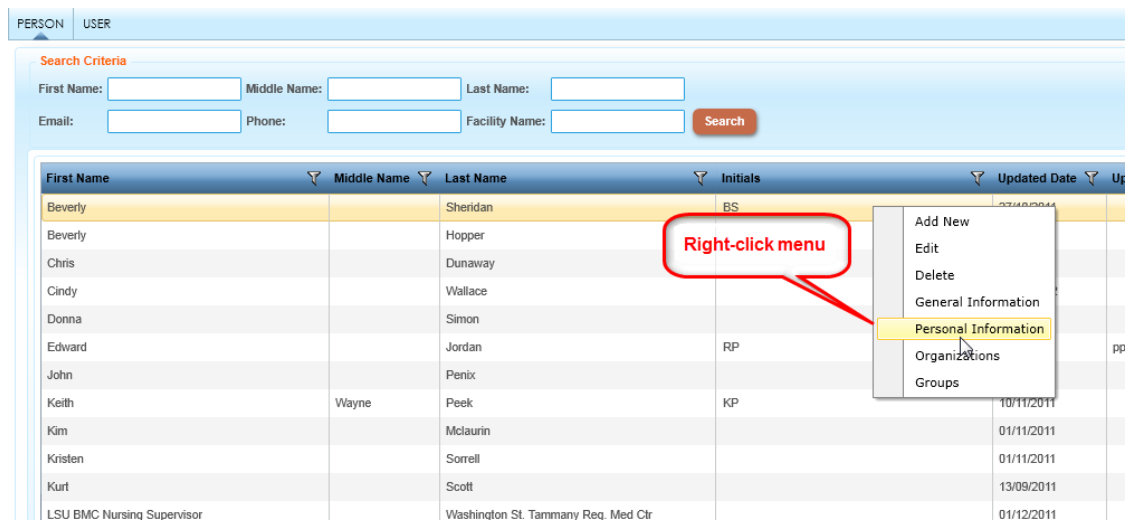 PERSON USER
Search Criteria
First Name: Middle Name: Last Name:
Email: Phone: Facility Name: Search
First Name Middle Name Last Name Initials Updated Date
Beverly Sheridan BS
Add New
Beverly Hopper
Right-click menu
Edit
Chris Dunaway
Delete
Cindy Wallace
General Information
Donna Simon
Personal Information
Edward Jordan RP
Organizations
John Penix
Groups
Keith Wayne Peek KP 10/11/2011
Kim Mclaurin 01/11/2011
Kristen Sorrell 01/11/2011
Kurt Scott 13/09/2011
LSU BMC Nursing Supervisor Washington St. Tammany Reg. Med Ctr 01/12/2011